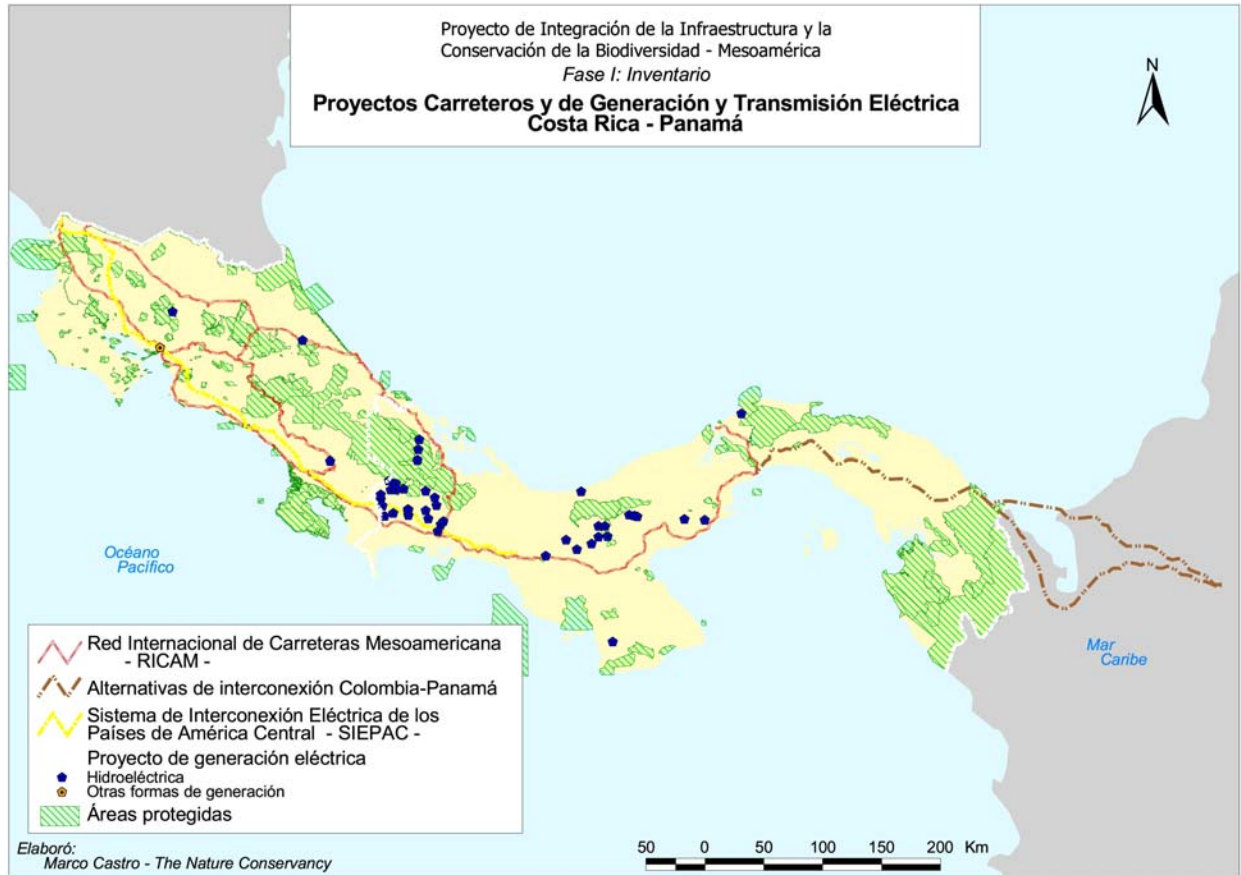 Proyecto de Integración de la Infraestructura y la
Conservación de la Biodiversidad - Mesoamérica
Fase I: Inventario
Proyectos Carreteros y de Generación y Transmisión Eléctrica
Costa Rica - Panamá
N
Océano
Pacífico
Mar
Caribe
Red Internacional de Carreteras Mesoamericana
- RICAM -
Alternativas de interconexión Colombia-Panamá
Sistema de Interconexión Eléctrica de los
Países de América Central - SIEPAC -
Proyecto de generación eléctrica
Hidroeléctrica
Otras formas de generación
Áreas protegidas
Elaboró:
Marco Castro - The Nature Conservancy
50 0 50 100 150 200 Km